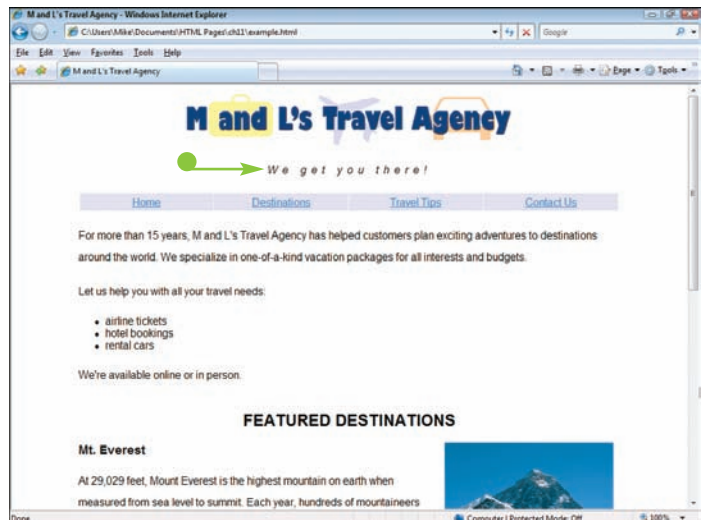 M and L's Travel Agency - Windows Internet Explorer
C:\Users\Mike\Documents\HTML Pages\ch11\example.html
Google
File Edit View Favorites Tools Help
M and L's Travel Agency
Page Tools
M and L's Travel Agency
We get you there!
Home Destinations Travel Tips Contact Us
For more than 15 years, M and L's Travel Agency has helped customers plan exciting adventures to destinations
around the world. We specialize in one-of-a-kind vacation packages for all interests and budgets.
Let us help you with all your travel needs:
• airline tickets
• hotel bookings
• rental cars
We're available online or in person.
FEATURED DESTINATIONS
Mt. Everest
At 29,029 feet, Mount Everest is the highest mountain on earth when
measured from sea level to summit. Each year, hundreds of mountaineers
Done Computer | Protected Mode: Off 100%